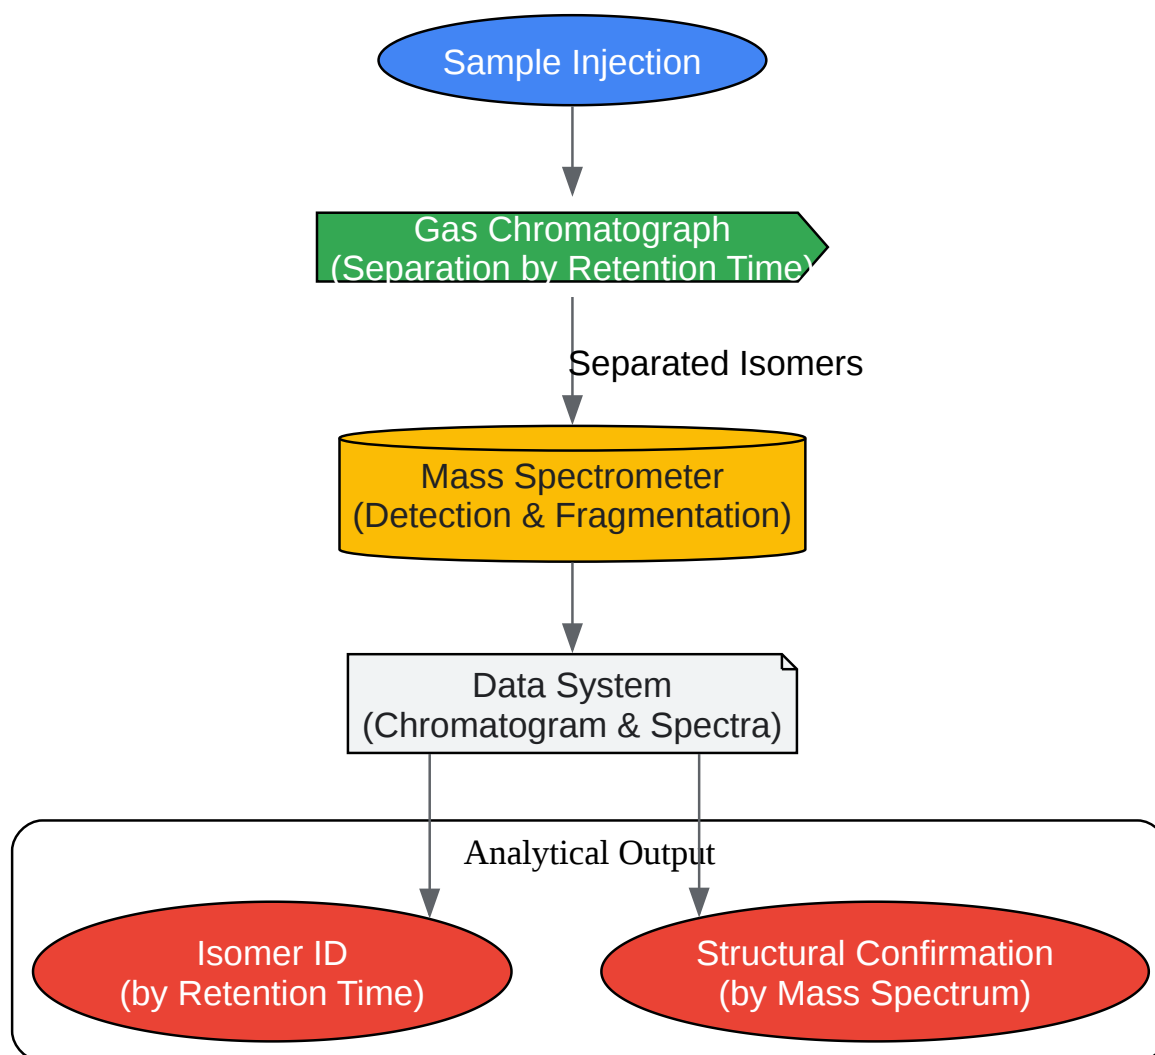 Sample Injection
Gas Chromatograph
(Separation by Retention Time)
Separated Isomers
Mass Spectrometer
(Detection & Fragmentation)
Data System
(Chromatogram & Spectra)
Analytical Output
Isomer ID
(by Retention Time)
Structural Confirmation
(by Mass Spectrum)